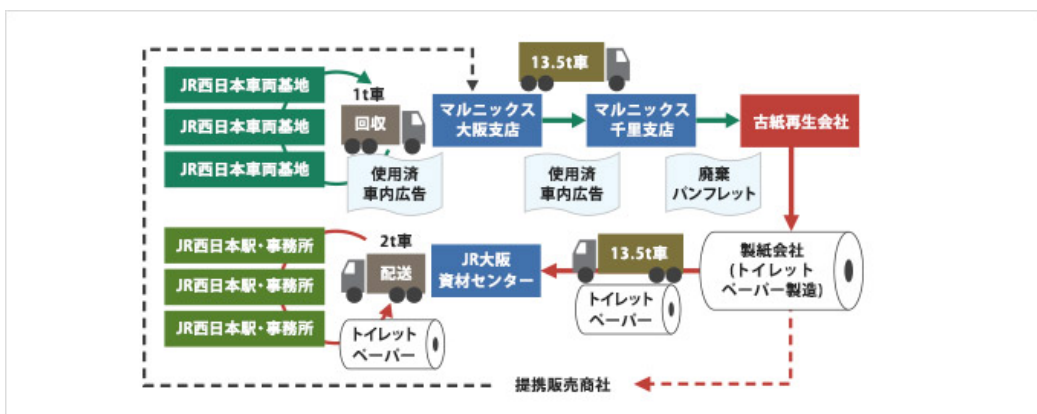 13.5t車
JR西日本車両基地
JR西日本車両基地
JR西日本車両基地
1t車
回収
マルニックス
大阪支店
マルニックス
千里支店
古紙再生会社
使用済
車内広告
使用済
車内広告
廃棄
パンフレット
JR西日本駅・事務所
JR西日本駅・事務所
JR西日本駅・事務所
2t車
配送
JR大阪
資材センター
13.5t車
製紙会社
(トイレット
ペーパー製造)
トイレット
ペーパー
トイレット
ペーパー
提携販売商社